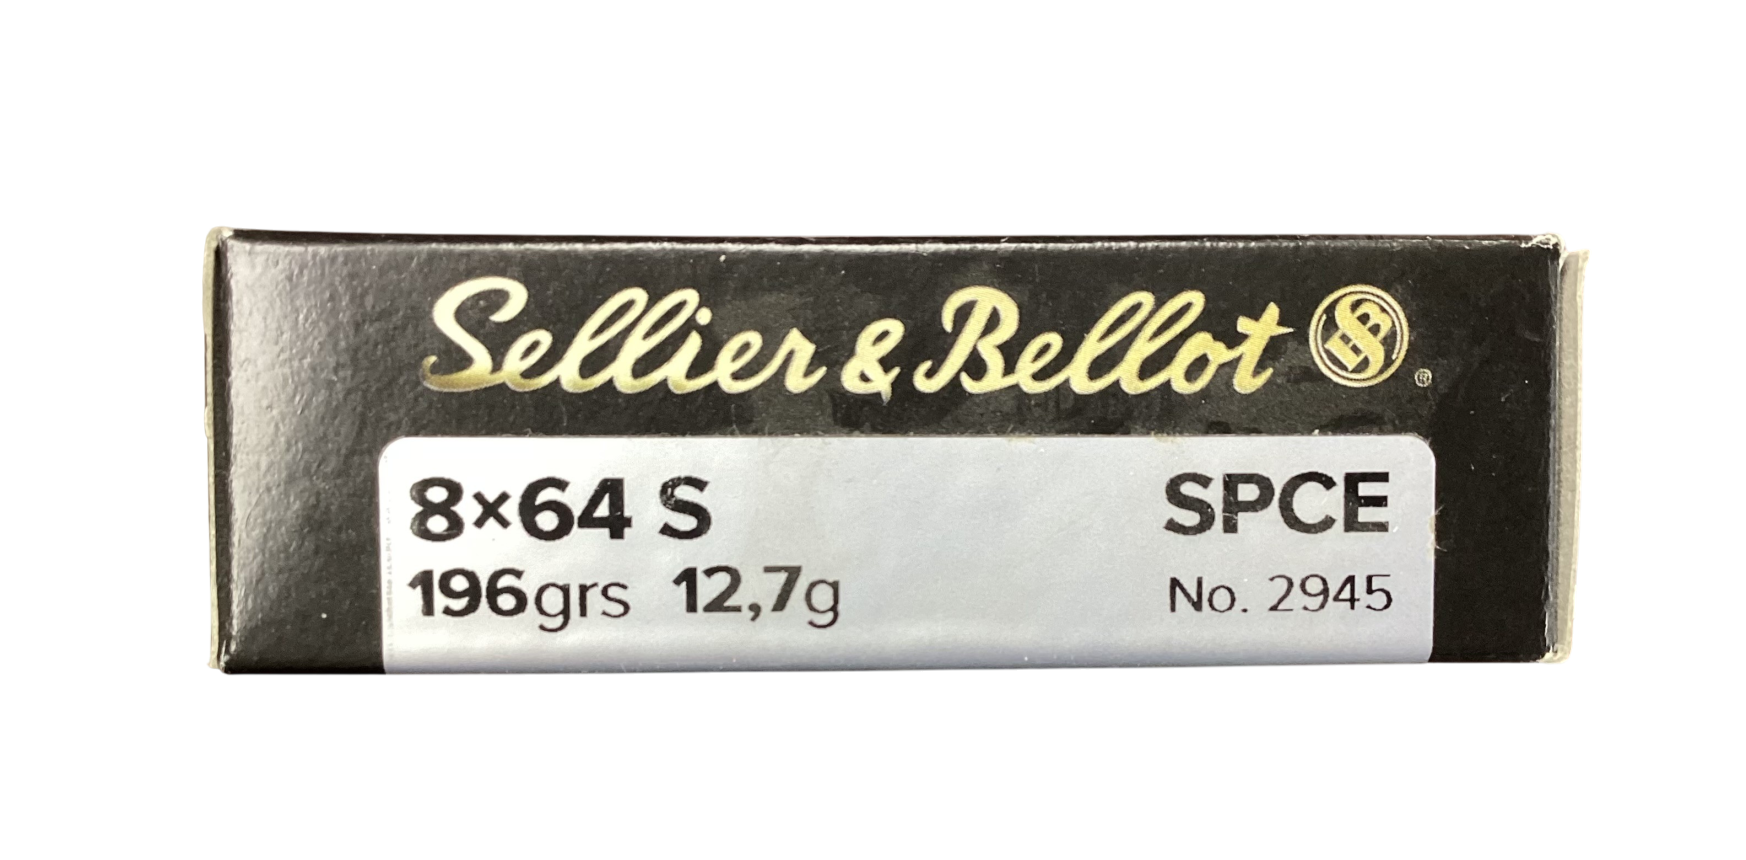 Sellier & Bellot
8×64 S SPCE
196grs 12,7g No. 2945